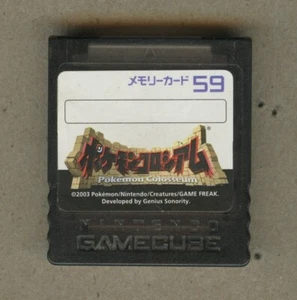 メモリーカード 59
ポケモンコロシアム
Pokémon Colosseum
©2003 Pokémon/Nintendo/Creatures/GAME FREAK.
Developed by Genius Sonority.
NINTENDO
GAMECUBE